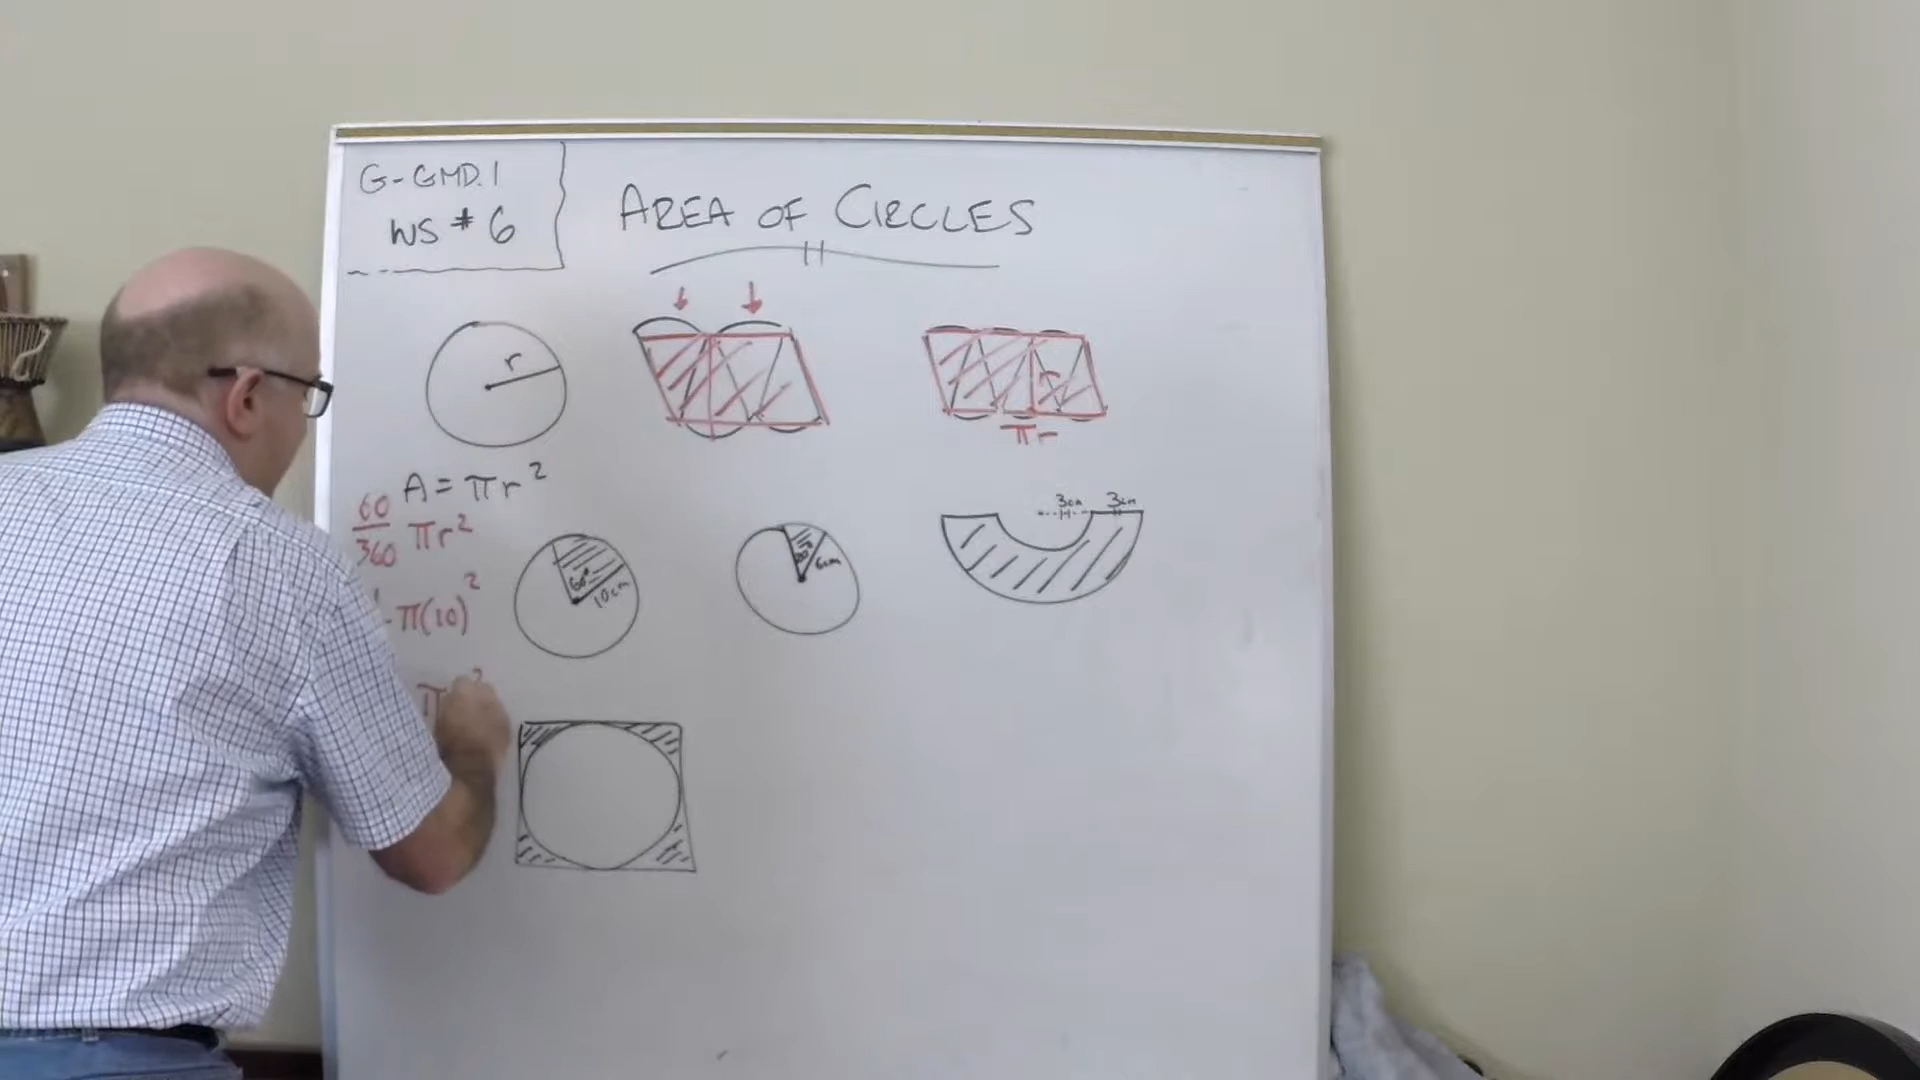 G-GMD.1
WS # 6
AREA OF CIRCLES
r
πr
A = πr²
60
360
πr²
π(10)²
π
2
60°
10cm
6cm
3cm
3cm